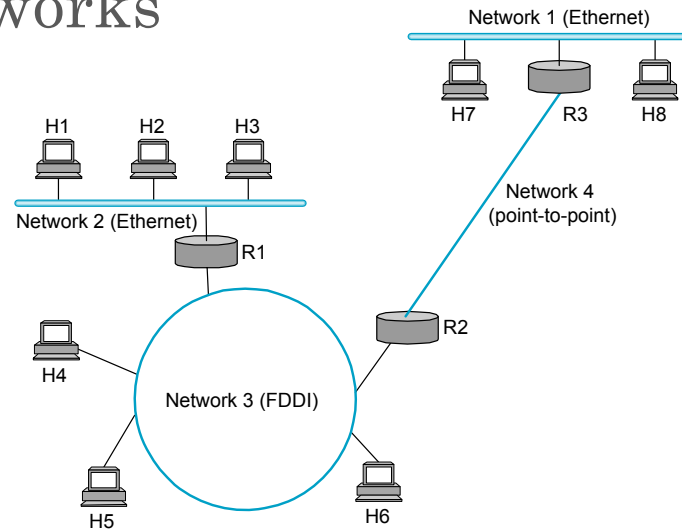 works
Network 1 (Ethernet)
H7
R3
H8
H1
H2
H3
Network 2 (Ethernet)
R1
Network 4
(point-to-point)
R2
H4
Network 3 (FDDI)
H5
H6